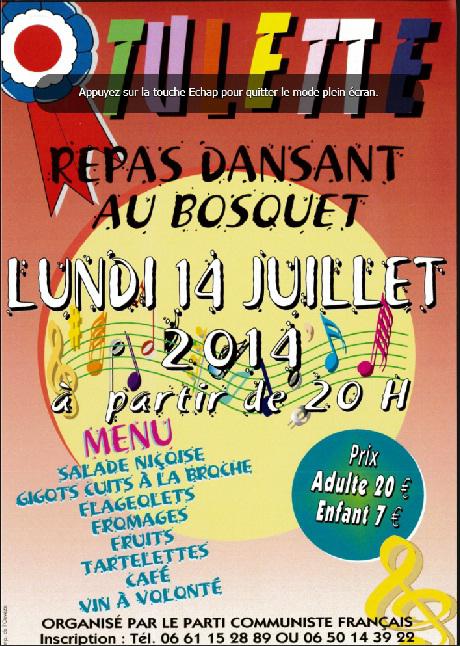 TULETTE
Appuyez sur la touche Echap pour quitter le mode plein écran.
REPAS DANSANT
AU BOSQUET
LUNDI 14 JUILLET
2014
à partir de 20 H
MENU
SALADE NIÇOISE
GIGOTS CUITS À LA BROCHE
FLAGEOLETS
FROMAGES
FRUITS
TARTELETTES
CAFÉ
VIN À VOLONTÉ
Prix
Adulte 20 €
Enfant 7 €
ORGANISÉ PAR LE PARTI COMMUNISTE FRANÇAIS
Inscription : Tél. 06 61 15 28 89 OU 06 50 14 39 22